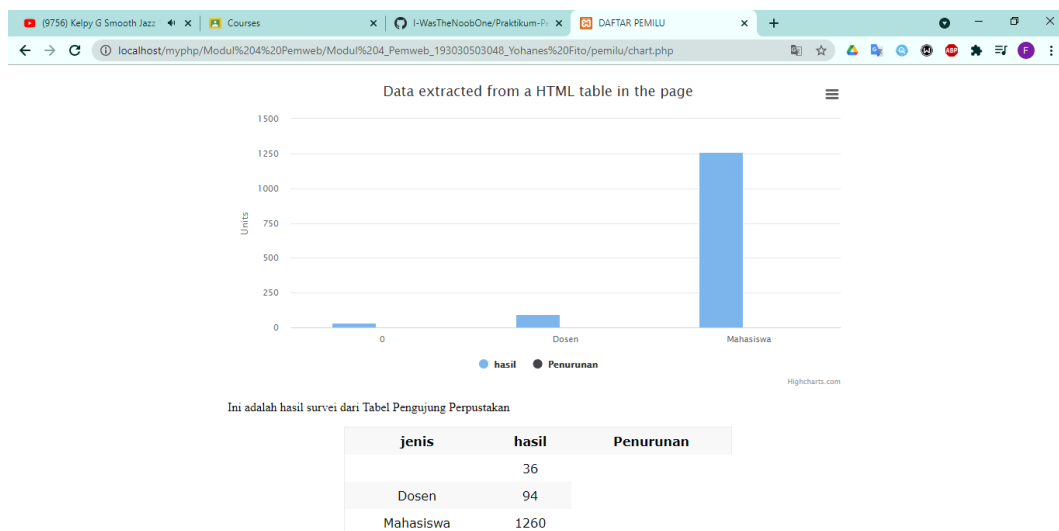 (9756) Kelpy G Smooth Jazz
Courses
I-WasTheNoobOne/Praktikum-P
DAFTAR PEMILU
localhost/myphp/Modul%204%20Pemweb/Modul%204_Pemweb_193030503048_Yohanes%20Fito/pemilu/chart.php
ABP
F
Data extracted from a HTML table in the page
1500
1250
1000
750
500
250
0
Units
0 Dosen Mahasiswa
hasil Penurunan
Highcharts.com
Ini adalah hasil survei dari Tabel Pengujung Perpustakan
jenis hasil Penurunan
36
Dosen 94
Mahasiswa 1260